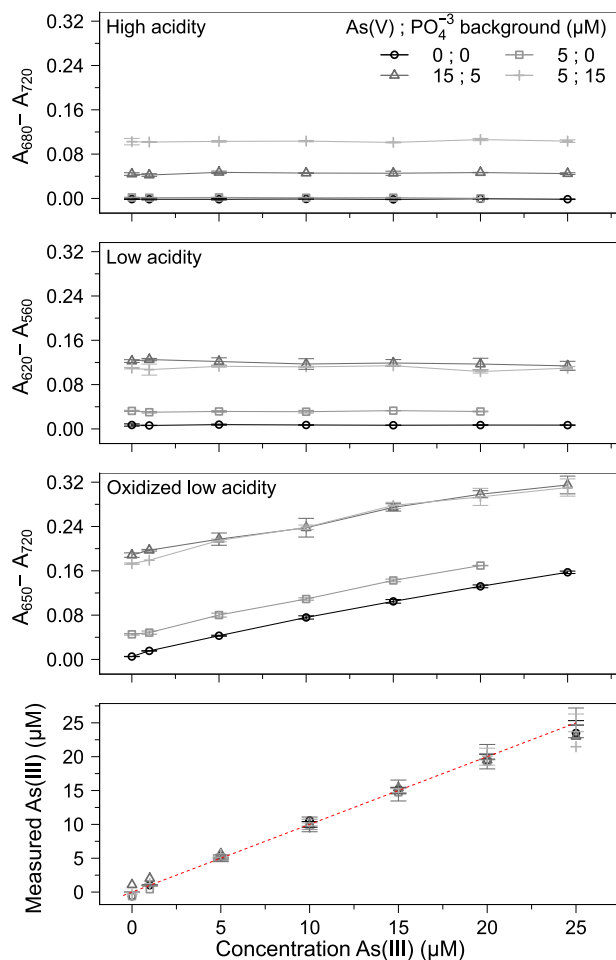 High acidity
As(V) ; PO₄⁻³ background (µM)
0 ; 0
5 ; 0
15 ; 5
5 ; 15
A₆₈₀− A₇₂₀
0.32
0.24
0.16
0.08
0.00
Low acidity
A₆₂₀− A₅₆₀
0.32
0.24
0.16
0.08
0.00
Oxidized low acidity
A₆₅₀− A₇₂₀
0.32
0.24
0.16
0.08
0.00
Measured As(III) (µM)
25
20
15
10
5
0
0 5 10 15 20 25
Concentration As(III) (µM)